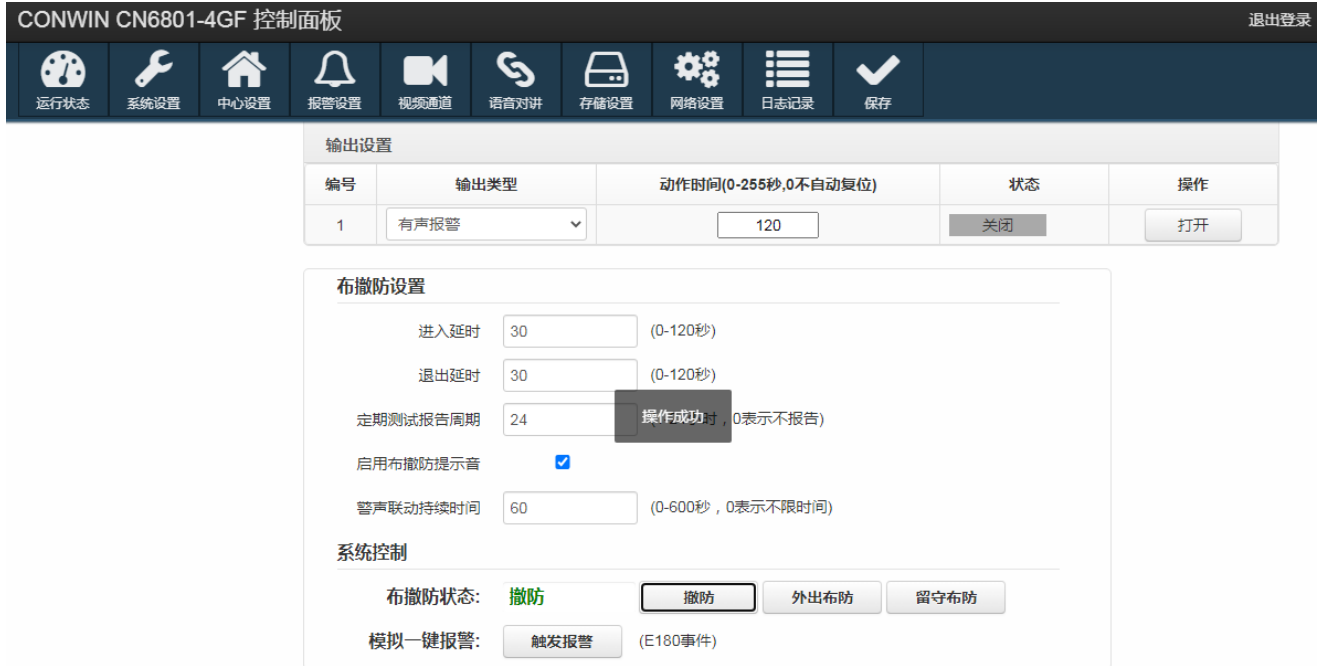 CONWIN CN6801-4GF 控制面板 退出登录
运行状态 系统设置 中心设置 报警设置 视频通道 语音对讲 存储设置 网络设置 日志记录 保存
输出设置
编号 输出类型 动作时间(0-255秒,0不自动复位) 状态 操作
1 有声报警 120 关闭 打开
布撤防设置
进入延时 30 (0-120秒)
退出延时 30 (0-120秒)
操作成功
定期测试报告周期 24 时，0表示不报告)
启用布撤防提示音
警声联动持续时间 60 (0-600秒，0表示不限时间)
系统控制
布撤防状态: 撤防 撤防 外出布防 留守布防
模拟一键报警: 触发报警 (E180事件)